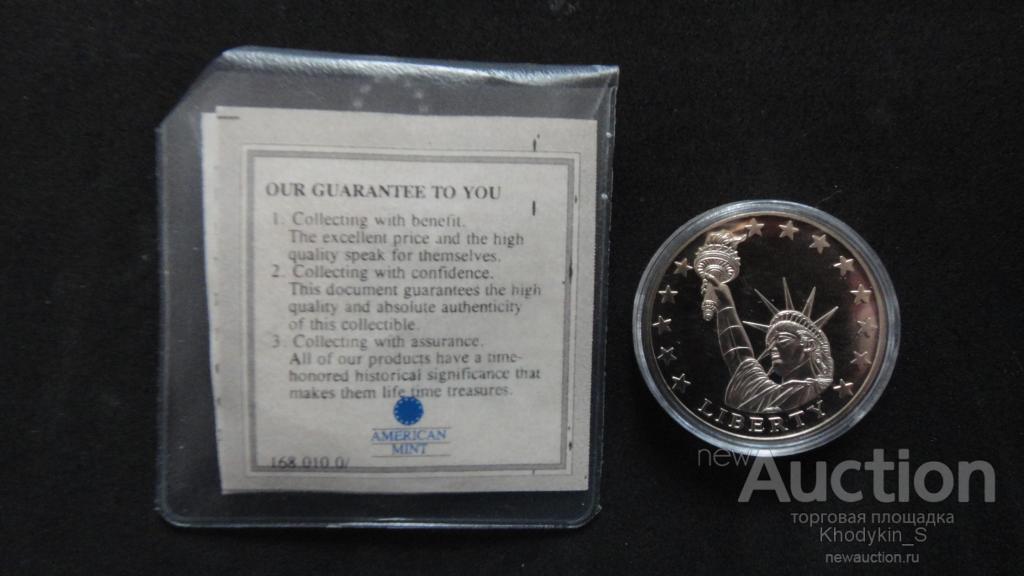 OUR GUARANTEE TO YOU
1. Collecting with benefit.
The excellent price and the high
quality speak for themselves.
2. Collecting with confidence.
This document guarantees the high
quality and absolute authenticity
of this collectible.
3. Collecting with assurance.
All of our products have a time-
honored historical significance that
makes them life time treasures.
AMERICAN
MINT
168 010 0/
LIBERTY
newAuction
торговая площадка
Khodykin_S
newauction.ru